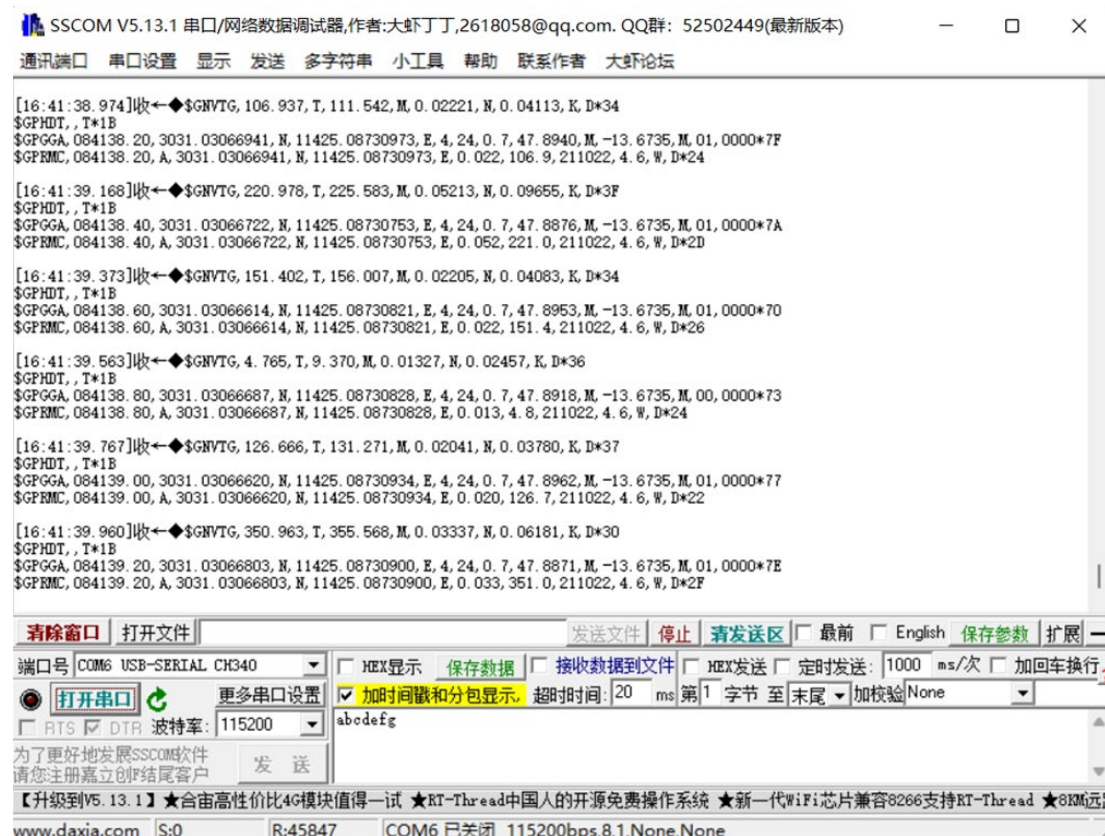 SSCOM V5.13.1 串口/网络数据调试器,作者:大虾丁丁,2618058@qq.com. QQ群: 52502449(最新版本)
通讯端口 串口设置 显示 发送 多字符串 小工具 帮助 联系作者 大虾论坛
[16:41:38.974]收←◆$GNVTG,106.937,T,111.542,M,0.02221,N,0.04113,K,D*34
$GPHDT,,T*1B
$GPGGA,084138.20,3031.03066941,N,11425.08730973,E,4,24,0.7,47.8940,M,-13.6735,M,01,0000*7F
$GPRMC,084138.20,A,3031.03066941,N,11425.08730973,E,0.022,106.9,211022,4.6,W,D*24
[16:41:39.168]收←◆$GNVTG,220.978,T,225.583,M,0.05213,N,0.09655,K,D*3F
$GPHDT,,T*1B
$GPGGA,084138.40,3031.03066722,N,11425.08730753,E,4,24,0.7,47.8876,M,-13.6735,M,01,0000*7A
$GPRMC,084138.40,A,3031.03066722,N,11425.08730753,E,0.052,221.0,211022,4.6,W,D*2D
[16:41:39.373]收←◆$GNVTG,151.402,T,156.007,M,0.02205,N,0.04083,K,D*34
$GPHDT,,T*1B
$GPGGA,084138.60,3031.03066614,N,11425.08730821,E,4,24,0.7,47.8953,M,-13.6735,M,01,0000*70
$GPRMC,084138.60,A,3031.03066614,N,11425.08730821,E,0.022,151.4,211022,4.6,W,D*26
[16:41:39.563]收←◆$GNVTG,4.765,T,9.370,M,0.01327,N,0.02457,K,D*36
$GPHDT,,T*1B
$GPGGA,084138.80,3031.03066687,N,11425.08730828,E,4,24,0.7,47.8918,M,-13.6735,M,00,0000*73
$GPRMC,084138.80,A,3031.03066687,N,11425.08730828,E,0.013,4.8,211022,4.6,W,D*24
[16:41:39.767]收←◆$GNVTG,126.666,T,131.271,M,0.02041,N,0.03780,K,D*37
$GPHDT,,T*1B
$GPGGA,084139.00,3031.03066620,N,11425.08730934,E,4,24,0.7,47.8962,M,-13.6735,M,01,0000*77
$GPRMC,084139.00,A,3031.03066620,N,11425.08730934,E,0.020,126.7,211022,4.6,W,D*22
[16:41:39.960]收←◆$GNVTG,350.963,T,355.568,M,0.03337,N,0.06181,K,D*30
$GPHDT,,T*1B
$GPGGA,084139.20,3031.03066803,N,11425.08730900,E,4,24,0.7,47.8871,M,-13.6735,M,01,0000*7E
$GPRMC,084139.20,A,3031.03066803,N,11425.08730900,E,0.033,351.0,211022,4.6,W,D*2F
清除窗口 打开文件 发送文件 停止 清发送区 最前 English 保存参数 扩展 —
端口号 COM6 USB-SERIAL CH340 HEX显示 保存数据 接收数据到文件 HEX发送 定时发送: 1000 ms/次 加回车换行
打开串口 更多串口设置 加时间戳和分包显示, 超时时间: 20 ms 第1 字节 至 末尾 加校验 None
RTS DTR 波特率: 115200 abcdefg
为了更好地发展SSCOM软件
请您注册嘉立创F结尾客户 发 送
【升级到V5.13.1】★合宙高性价比4G模块值得一试 ★RT-Thread中国人的开源免费操作系统 ★新一代WiFi芯片兼容8266支持RT-Thread ★8KM远
www.daxia.com S:0 R:45847 COM6 已关闭 115200bps,8,1,None,None